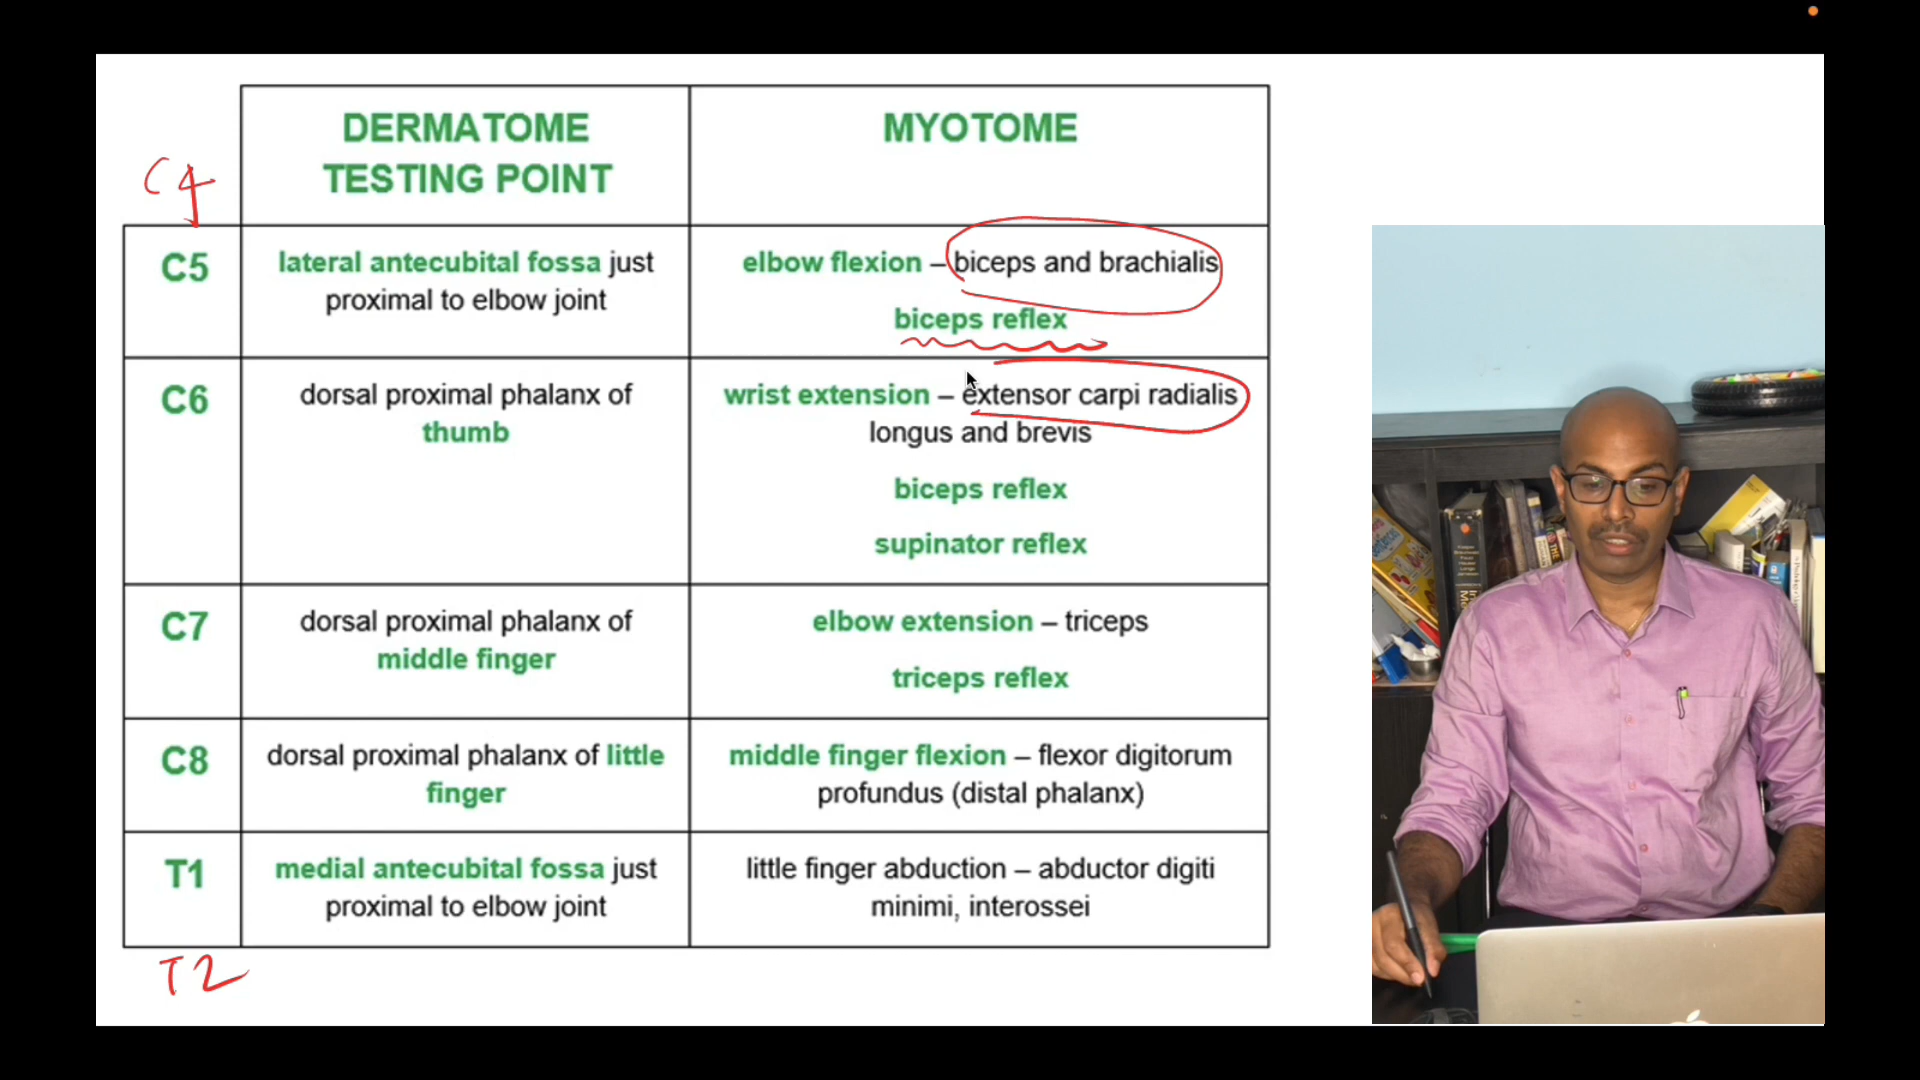 DERMATOME
TESTING POINT
MYOTOME
C4
C5
lateral antecubital fossa just
proximal to elbow joint
elbow flexion – biceps and brachialis
biceps reflex
C6
dorsal proximal phalanx of
thumb
wrist extension – extensor carpi radialis
longus and brevis
biceps reflex
supinator reflex
C7
dorsal proximal phalanx of
middle finger
elbow extension – triceps
triceps reflex
C8
dorsal proximal phalanx of little
finger
middle finger flexion – flexor digitorum
profundus (distal phalanx)
T1
medial antecubital fossa just
proximal to elbow joint
little finger abduction – abductor digiti
minimi, interossei
T2